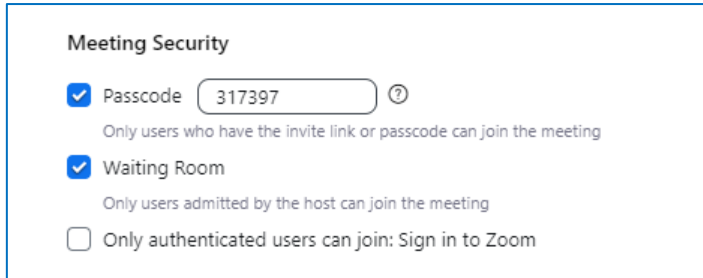 Meeting Security
Passcode 317397 ?
Only users who have the invite link or passcode can join the meeting
Waiting Room
Only users admitted by the host can join the meeting
Only authenticated users can join: Sign in to Zoom